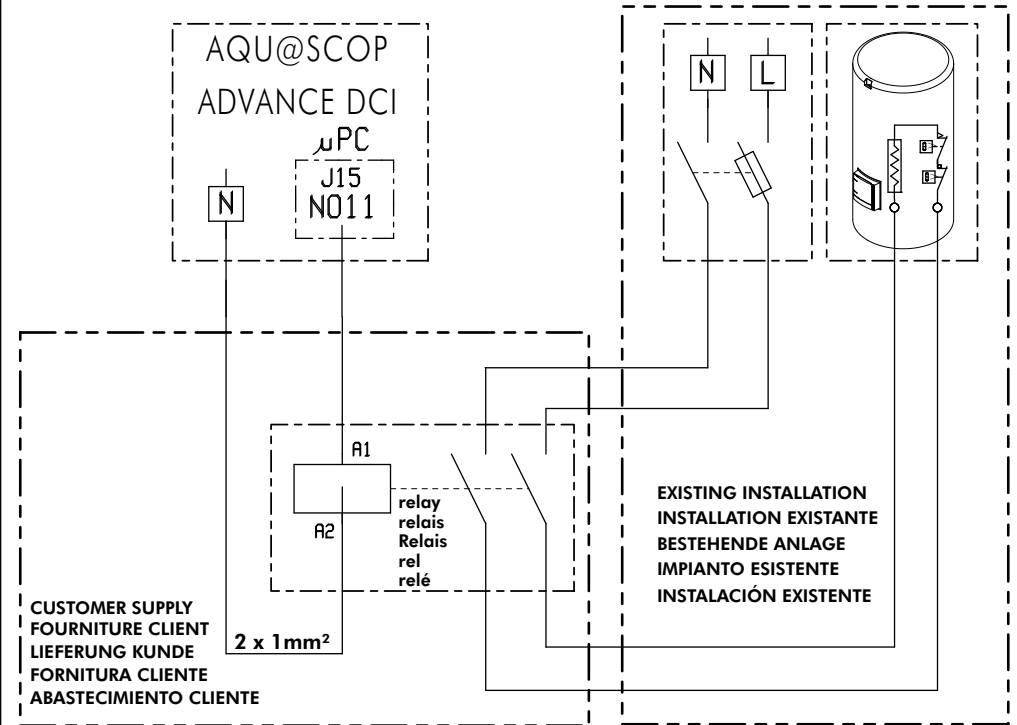 AQU@SCOP
ADVANCE DCI
µPC
J15
NO11
N
N
L
A1
A2
relay
relais
Relais
rel
relé
EXISTING INSTALLATION
INSTALLATION EXISTANTE
BESTEHENDE ANLAGE
IMPIANTO ESISTENTE
INSTALACIÓN EXISTENTE
CUSTOMER SUPPLY
FOURNITURE CLIENT
LIEFERUNG KUNDE
FORNITURA CLIENTE
ABASTECIMIENTO CLIENTE
2 x 1mm²